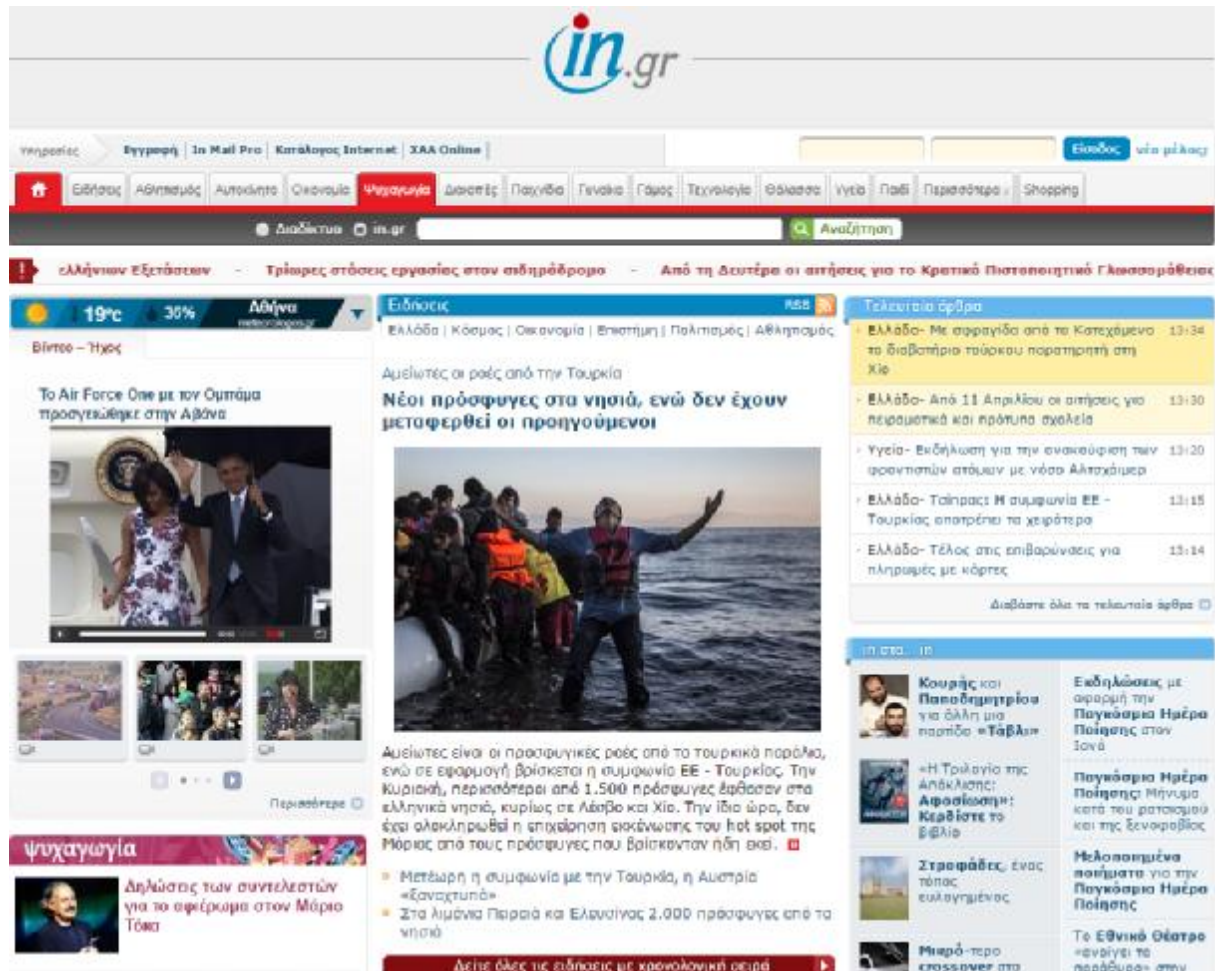 in.gr
υπηρεσίες Εγγραφή | In Mail Pro | Κατάλογος Internet | ΧΑΑ Online |
Είσοδος νέο μέλος;
Ειδήσεις Αθλητισμός Αυτοκίνητο Οικονομία Ψυχαγωγία Διακοπές Παιχνίδια Γυναίκα Γάμος Τεχνολογία Θάλασσα Υγεία Παιδί Περισσότερα Shopping
Διαδίκτυο in.gr Αναζήτηση
! ελλήνιων Εξετάσεων - Τρίωρες στάσεις εργασίας στον σιδηρόδρομο - Από τη Δευτέρα οι αιτήσεις για το Κρατικό Πιστοποιητικό Γλωσσομάθειας
19°C 36% Αθήνα
meteorologos.gr
Βίντεο – Ήχος
Το Air Force One με τον Ομπάμα
προσγειώθηκε στην Αβάνα
Περισσότερα
ψυχαγωγία
Δηλώσεις των συντελεστών
για το αφιέρωμα στον Μάριο
Τόκα
Ειδήσεις RSS
Ελλάδα | Κόσμος | Οικονομία | Επιστήμη | Πολιτισμός | Αθλητισμός
Αμείωτες οι ροές από την Τουρκία
Νέοι πρόσφυγες στα νησιά, ενώ δεν έχουν
μεταφερθεί οι προηγούμενοι
Αμείωτες είναι οι προσφυγικές ροές από τα τουρκικά παράλια,
ενώ σε εφαρμογή βρίσκεται η συμφωνία ΕΕ - Τουρκίας. Την
Κυριακή, περισσότεροι από 1.500 πρόσφυγες έφθασαν στα
ελληνικά νησιά, κυρίως σε Λέσβο και Χίο. Την ίδια ώρα, δεν
έχει ολοκληρωθεί η επιχείρηση εκκένωσης του hot spot της
Μόριας από τους πρόσφυγες που βρίσκονταν ήδη εκεί.
Μετέωρη η συμφωνία με την Τουρκία, η Αυστρία
«ξαναχτυπά»
Στα λιμάνια Πειραιά και Ελευσίνας 2.000 πρόσφυγες από τα
νησιά
Δείτε όλες τις ειδήσεις με χρονολογική σειρά
Τελευταία άρθρα
Ελλάδα- Με σφραγίδα από τα Κατεχόμενα 13:34
το διαβατήριο τούρκου παρατηρητή στη
Χίο
Ελλάδα- Από 11 Απριλίου οι αιτήσεις για 13:30
πειραματικά και πρότυπα σχολεία
Υγεία- Εκδήλωση για την ανακούφιση των 13:20
φροντιστών ατόμων με νόσο Αλτσχάιμερ
Ελλάδα- Τσίπρας: Η συμφωνία ΕΕ - 13:15
Τουρκίας αποτρέπει τα χειρότερα
Ελλάδα- Τέλος στις επιβαρύνσεις για 13:14
πληρωμές με κάρτες
Διαβάστε όλα τα τελευταία άρθρα
in στα... in
Κουρής και
Παπαδημητρίου
για άλλη μια
παρτίδα «Τάβλι»
«Η Τριλογία της
Απόκλισης:
Αφοσίωση»:
Κερδίστε το
βιβλίο
Στροφάδες, ένας
τόπος
ευλογημένος
Μικρό-τερο
crossover στο
Εκδηλώσεις με
αφορμή την
Παγκόσμια Ημέρα
Ποίησης στον
Ιανό
Παγκόσμια Ημέρα
Ποίησης: Μήνυμα
κατά του ρατσισμού
και της ξενοφοβίας
Μελοποιημένα
ποιήματα για την
Παγκόσμια Ημέρα
Ποίησης
Το Εθνικό Θέατρο
«ανοίγει το
παράθυρο» στην